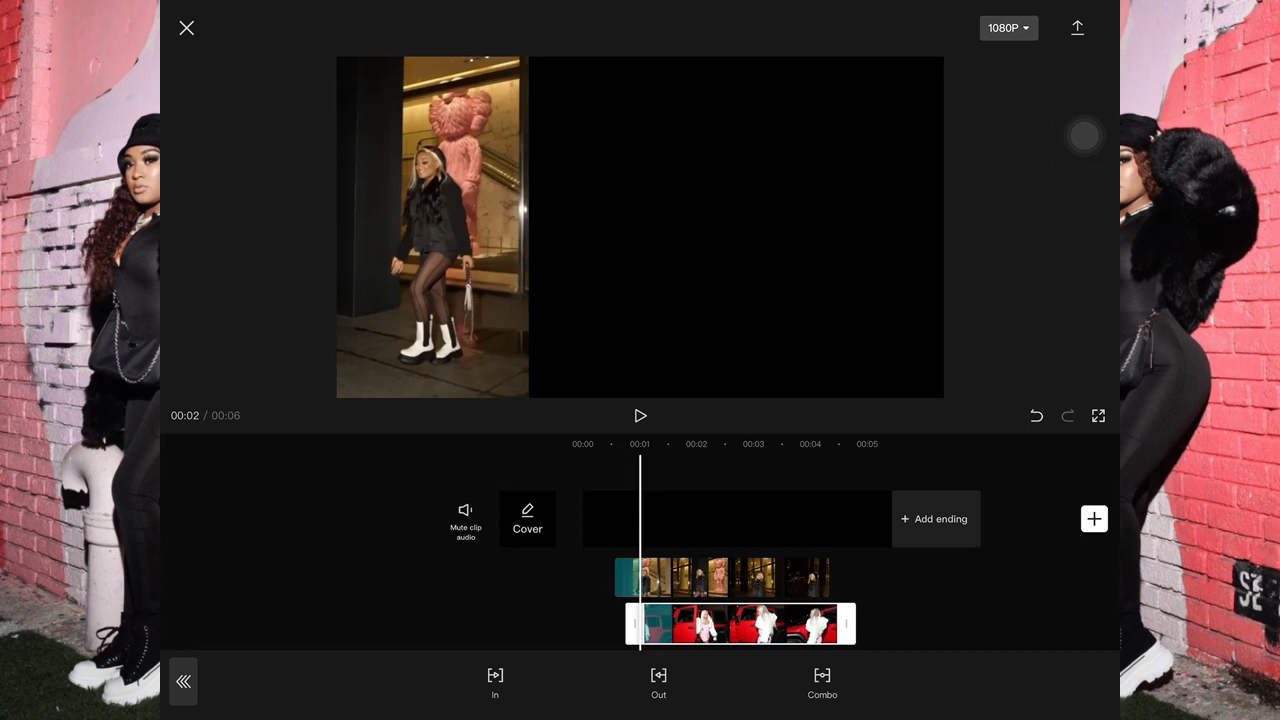 1080P
00:02 / 00:06
00:00 00:01 00:02 00:03 00:04 00:05
Mute clip
audio
Cover
+ Add ending
In
Out
Combo